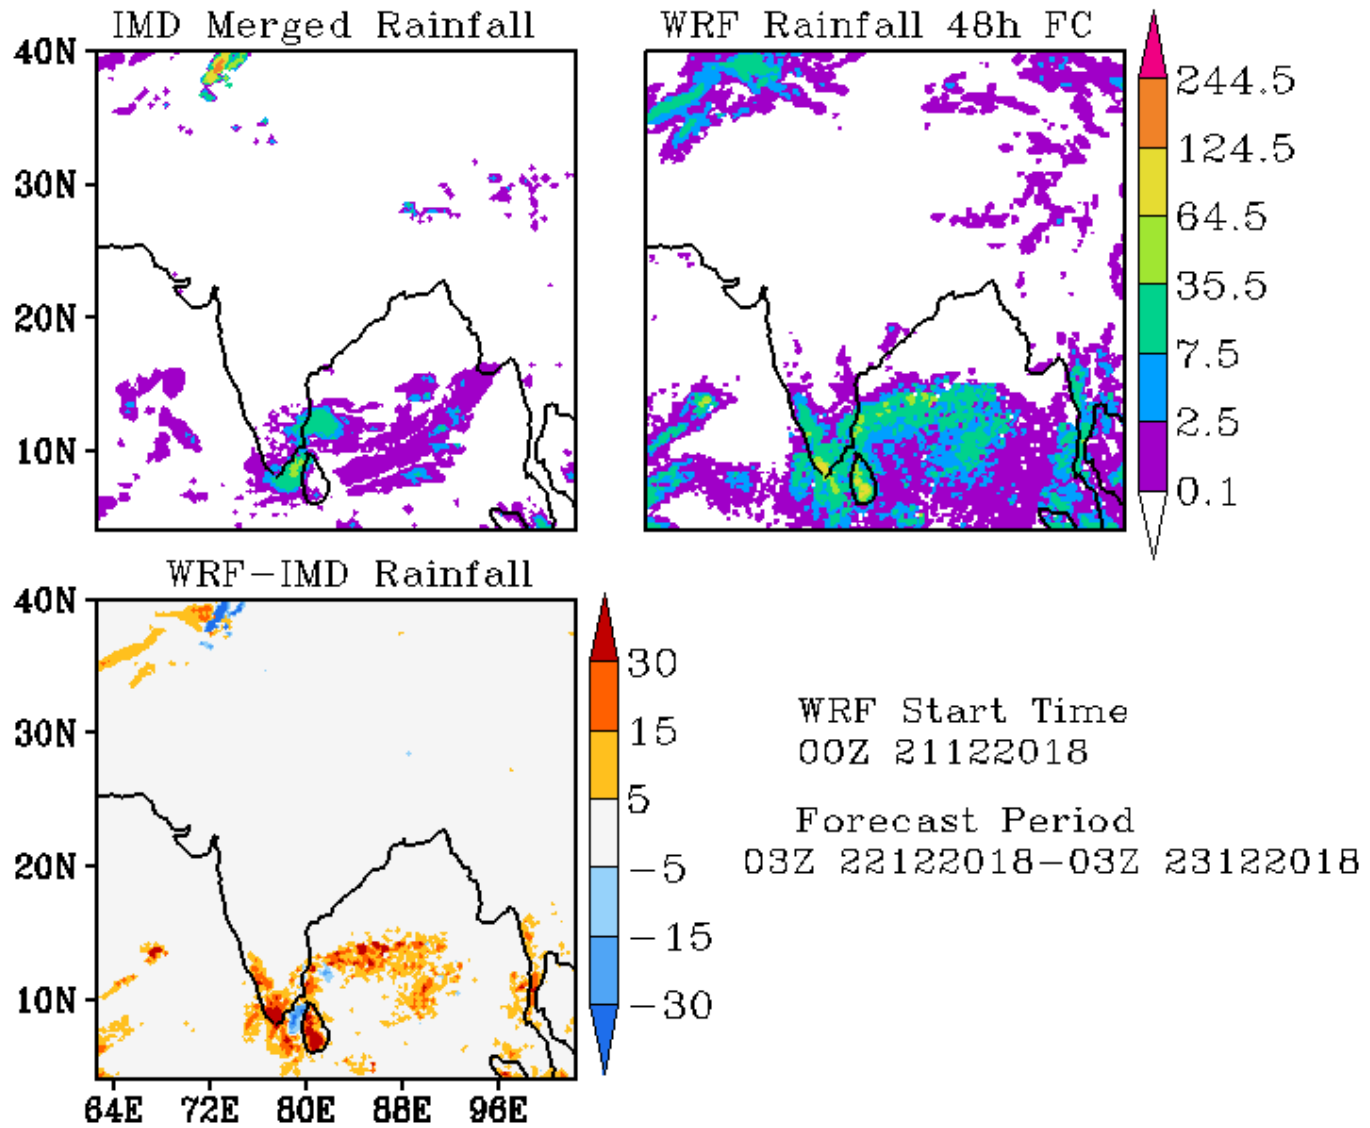 IMD Merged Rainfall
WRF Rainfall 48h FC
40N
30N
20N
10N
244.5
124.5
64.5
35.5
7.5
2.5
0.1
WRF-IMD Rainfall
40N
30N
20N
10N
64E 72E 80E 88E 96E
30
15
5
-5
-15
-30
WRF Start Time
00Z 21122018
Forecast Period
03Z 22122018-03Z 23122018